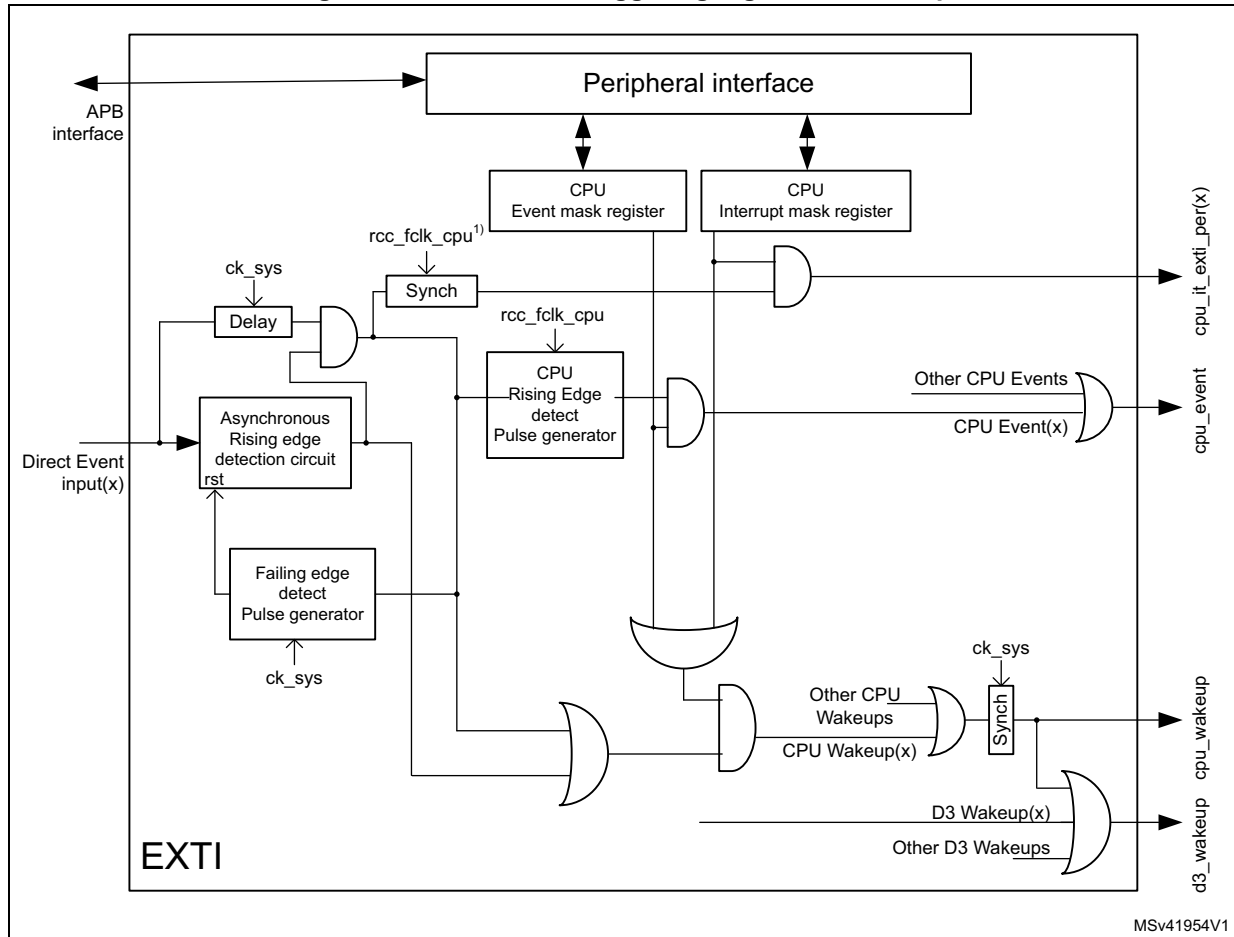 Peripheral interface
APB
interface
CPU
Event mask register
CPU
Interrupt mask register
cpu_it_exti_per(x)
rcc_fclk_cpu1)
ck_sys
Synch
Delay
rcc_fclk_cpu
CPU
Rising Edge
detect
Pulse generator
Other CPU Events
CPU Event(x)
cpu_event
Asynchronous
Rising edge
detection circuit
rst
Direct Event
input(x)
Failing edge
detect
Pulse generator
ck_sys
ck_sys
Other CPU
Wakeups
CPU Wakeup(x)
Synch
cpu_wakeup
D3 Wakeup(x)
Other D3 Wakeups
d3_wakeup
EXTI
MSv41954V1